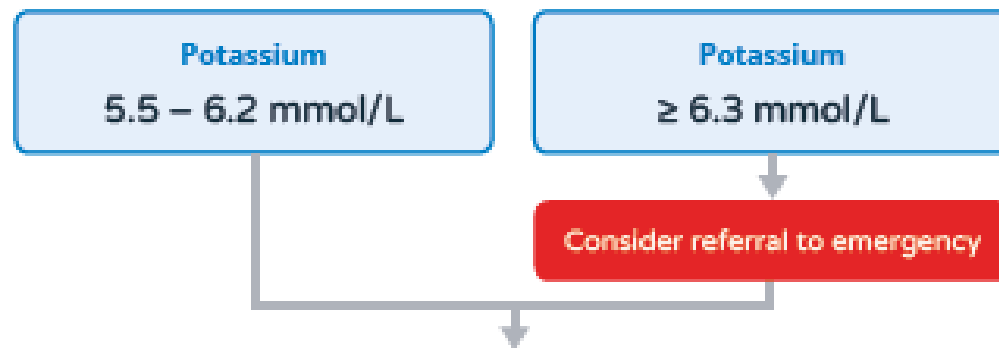 Potassium
5.5 – 6.2 mmol/L
Potassium
≥ 6.3 mmol/L
Consider referral to emergency